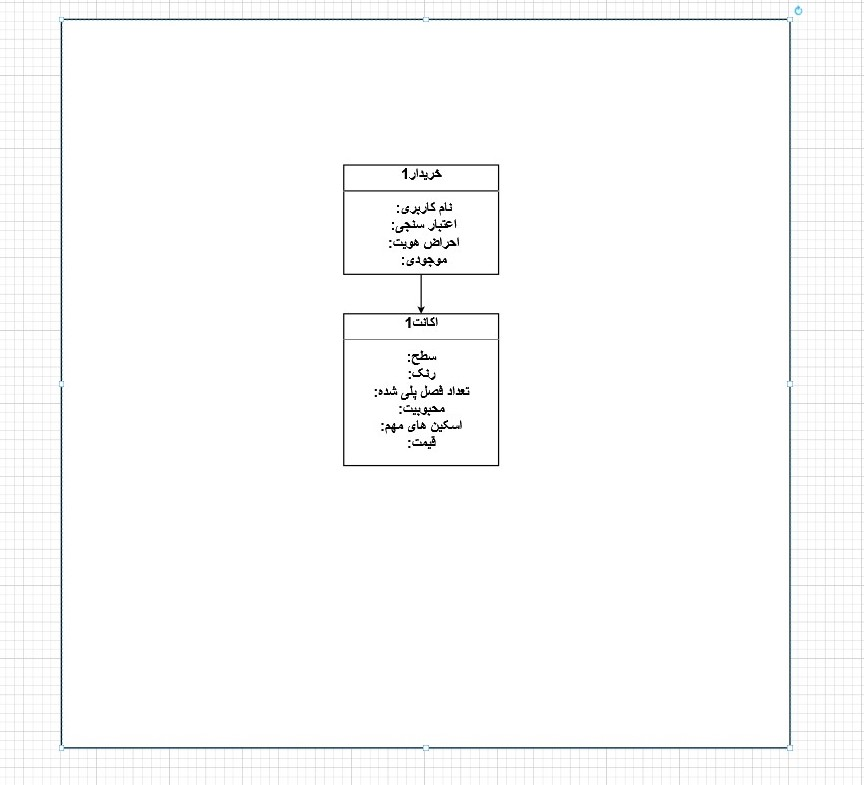 خریدار1
نام کاربری:
اعتبار سنجی:
احراض هویت:
موجودی:
اکانت1
سطح:
رنک:
تعداد فصل پلی شده:
محبوبیت:
اسکین های مهم:
قیمت: